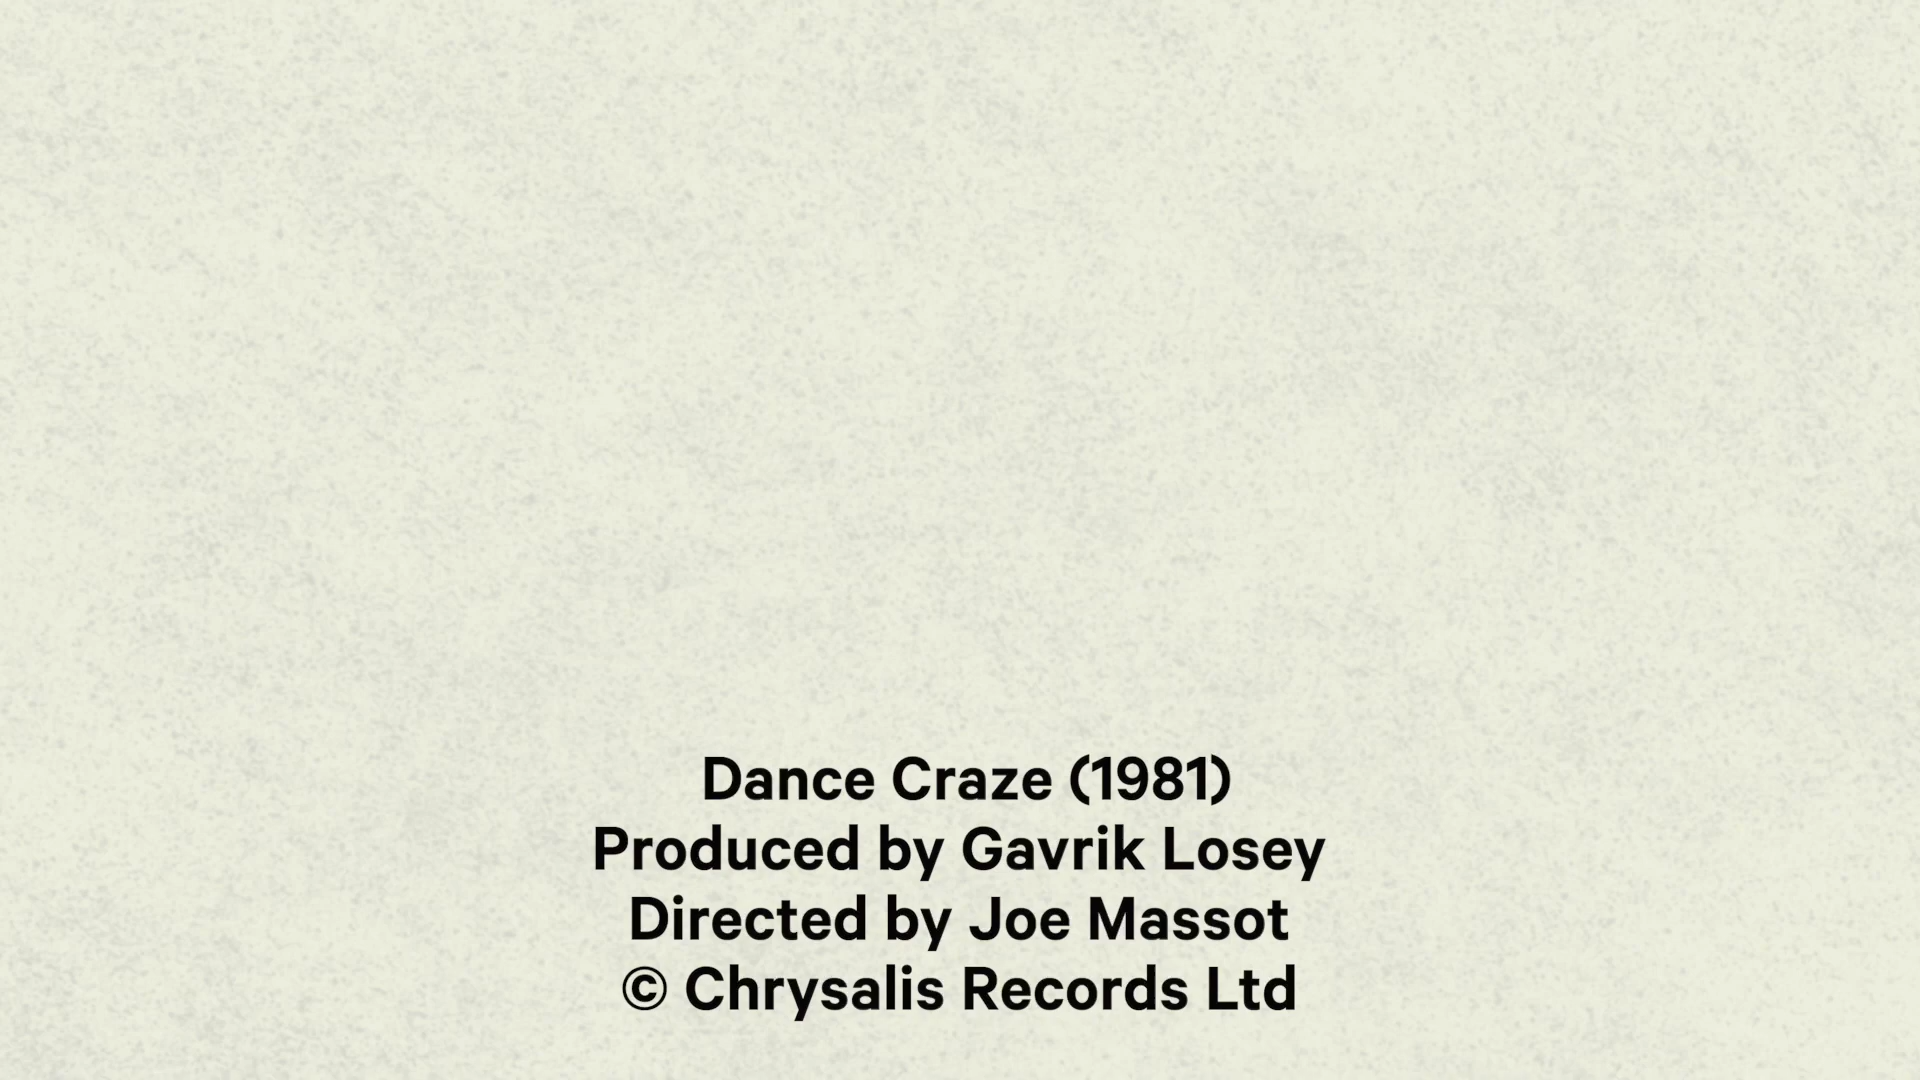 Dance Craze (1981)
Produced by Gavrik Losey
Directed by Joe Massot
© Chrysalis Records Ltd